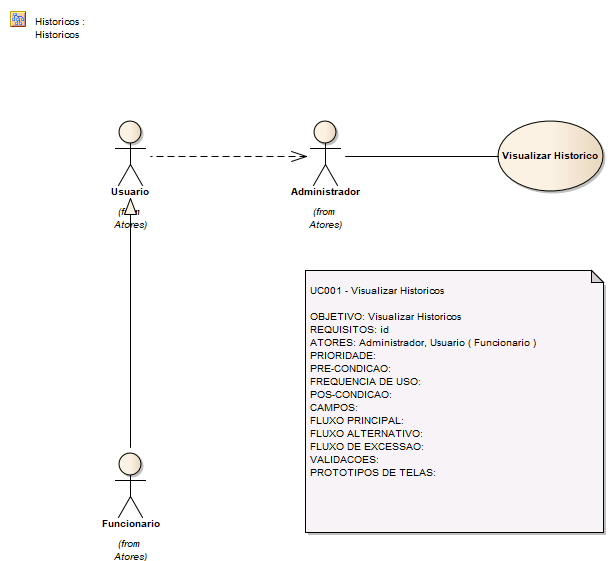 Historicos :
Historicos
Usuario
(from
Atores)
Administrador
(from
Atores)
Visualizar Historico
UC001 - Visualizar Historicos
OBJETIVO: Visualizar Historicos
REQUISITOS: id
ATORES: Administrador, Usuario ( Funcionario )
PRIORIDADE:
PRE-CONDICAO:
FREQUENCIA DE USO:
POS-CONDICAO:
CAMPOS:
FLUXO PRINCIPAL:
FLUXO ALTERNATIVO:
FLUXO DE EXCESSAO:
VALIDACOES:
PROTOTIPOS DE TELAS:
Funcionario
(from
Atores)